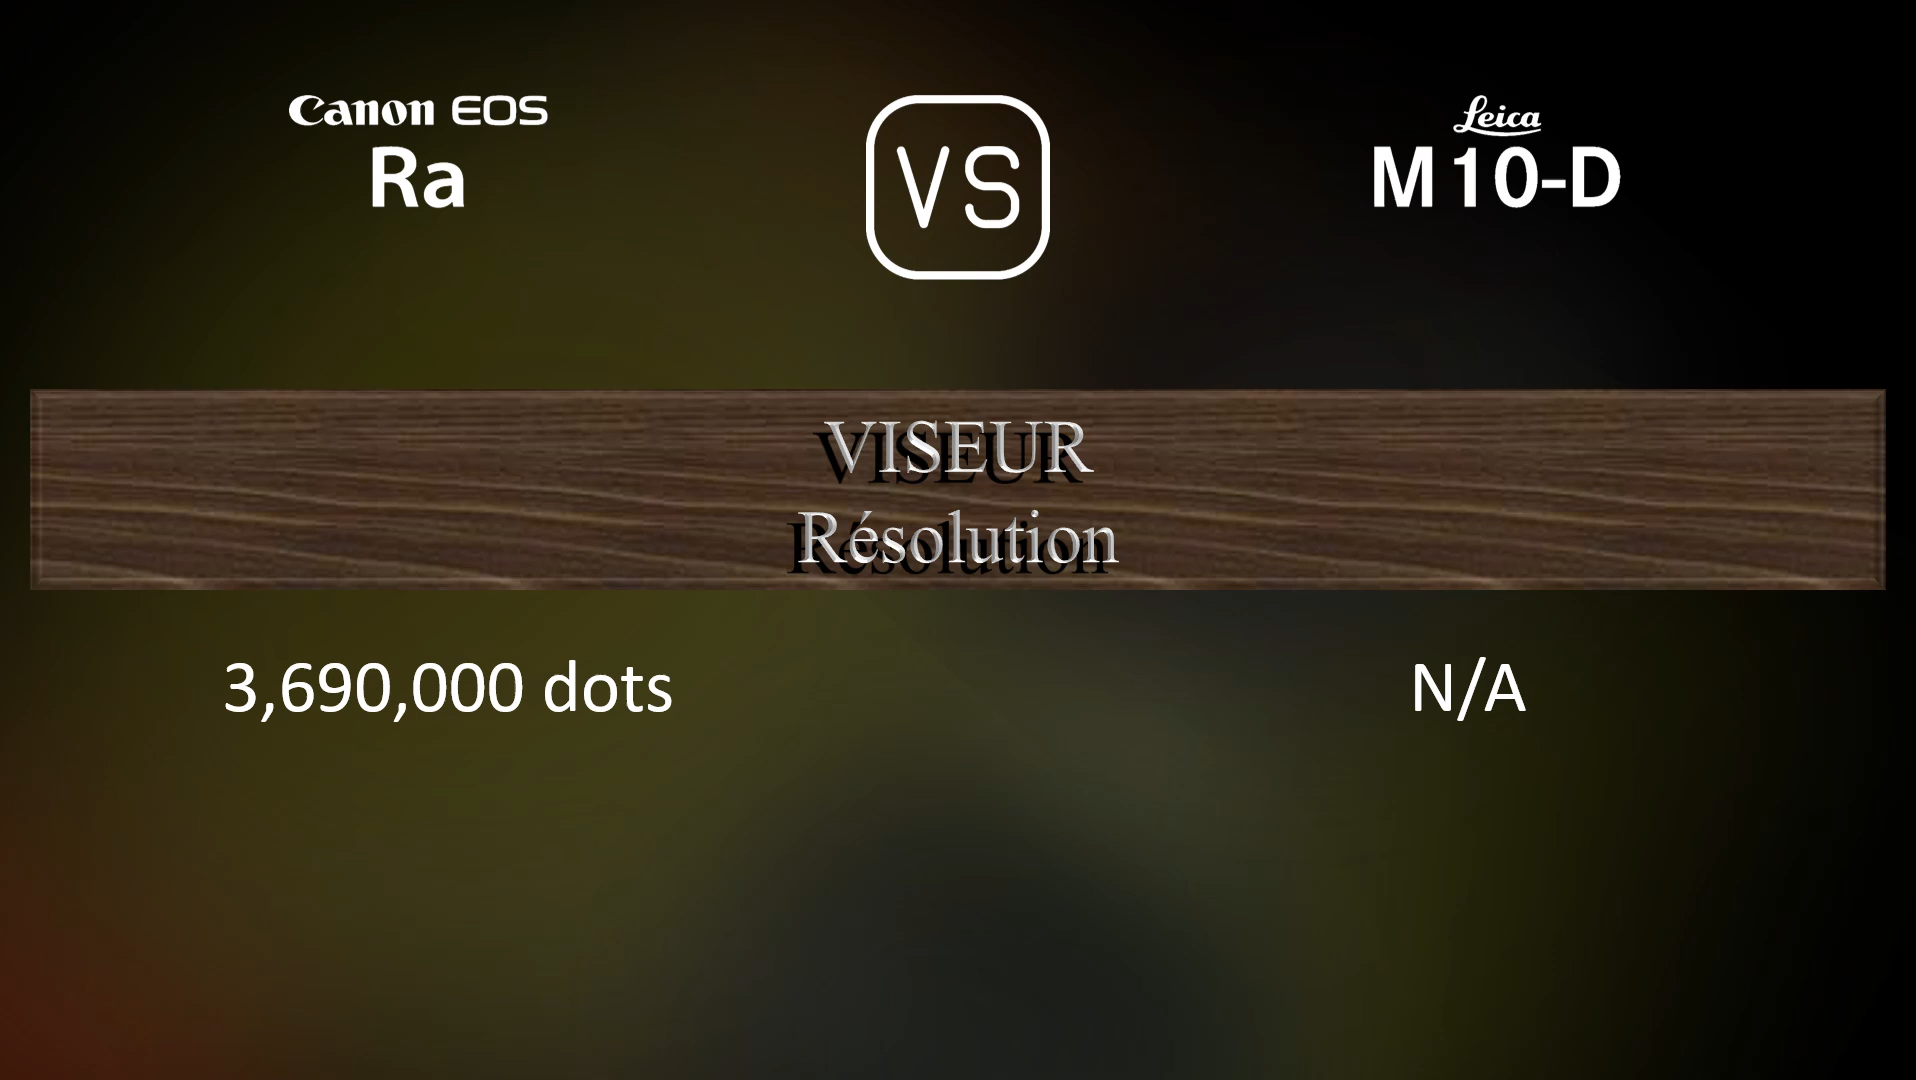 Canon EOS
Ra
VS
Leica
M10-D
VISEUR
Résolution
3,690,000 dots
N/A